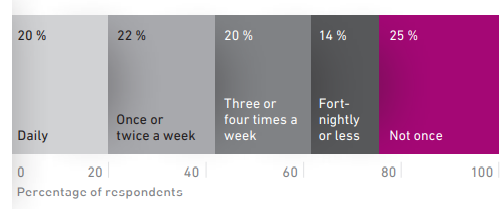 20 % 22 % 20 % 14 % 25 %
Daily
Once or
twice a week
Three or
four times a
week
Fort-
nightly
or less
Not once
0 20 40 60 80 100
Percentage of respondents